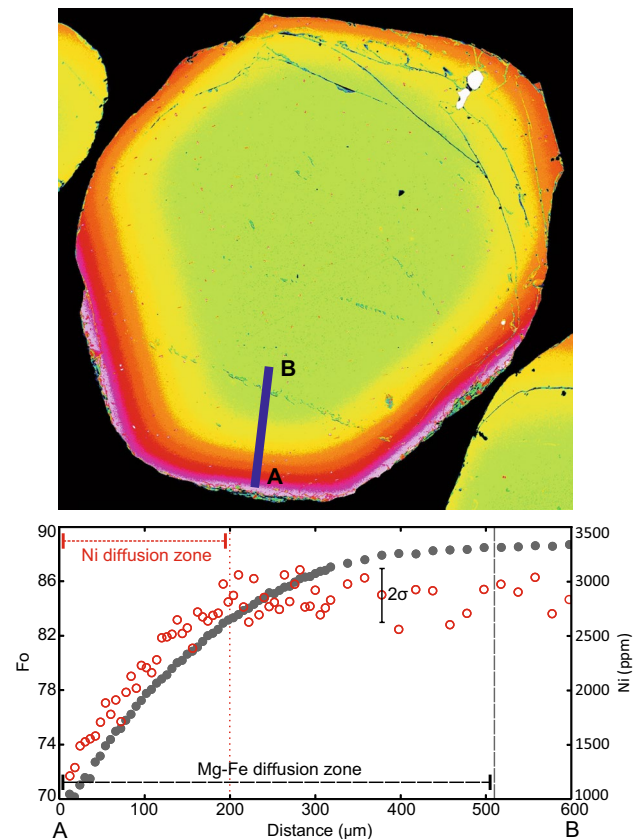 B
A
90
86
82
78
74
70
Fo
Ni diffusion zone
2σ
Mg-Fe diffusion zone
3500
3000
2500
2000
1500
1000
Ni (ppm)
0
100
200
300
400
500
600
A
Distance (µm)
B